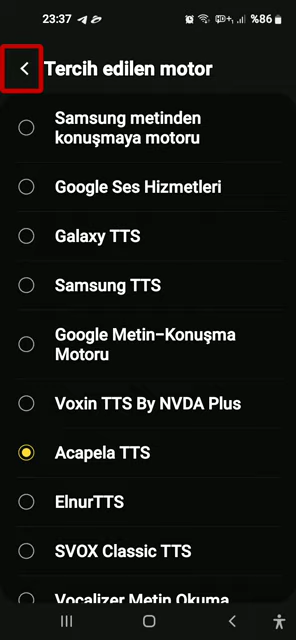 23:37 %86
Tercih edilen motor
Samsung metinden
konuşmaya motoru
Google Ses Hizmetleri
Galaxy TTS
Samsung TTS
Google Metin-Konuşma
Motoru
Voxin TTS By NVDA Plus
Acapela TTS
ElnurTTS
SVOX Classic TTS
Vocalizer Metin Okuma